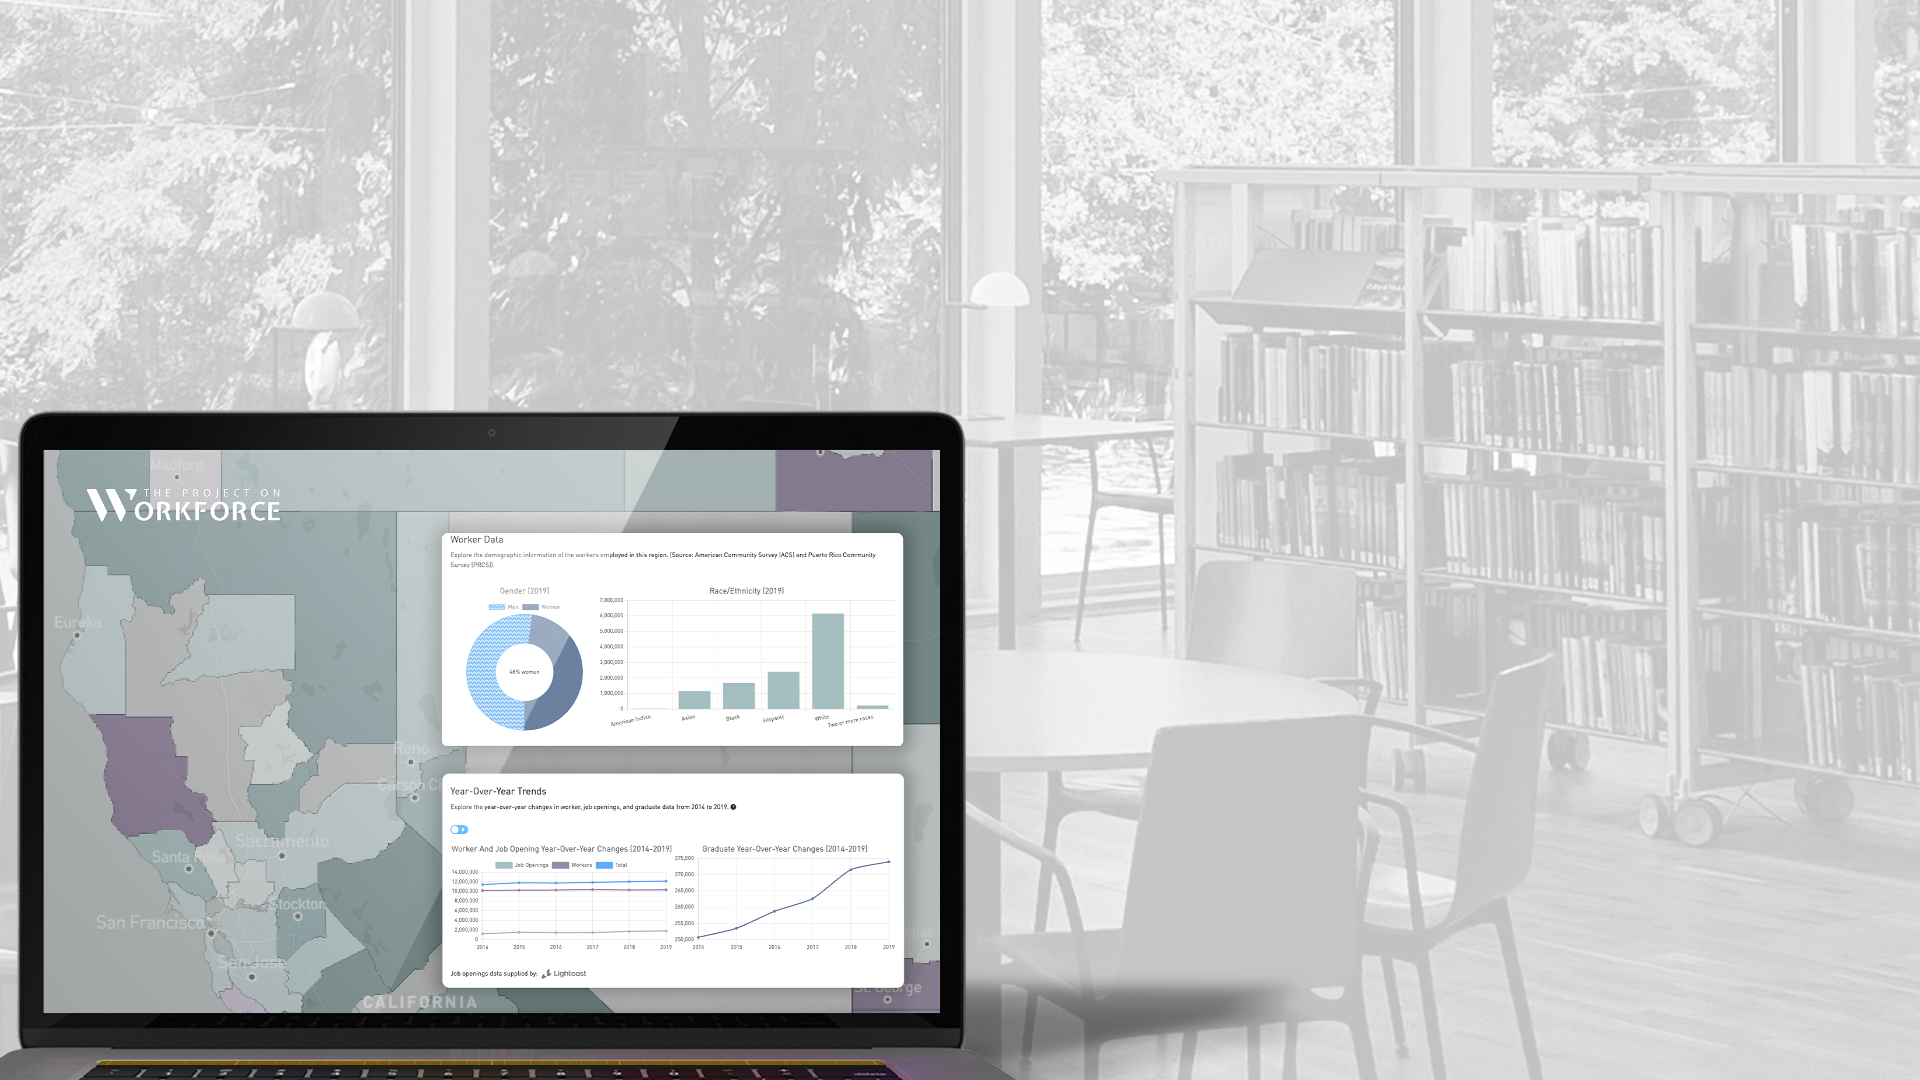 Medford
THE PROJECT ON
WORKFORCE
Eureka
Reno
Carson C
Sacramento
Santa Rosa
Stockton
San Francisco
San Jose
CALIFORNIA
St. George
Worker Data
Explore the demographic information of the workers employed in this region. (Source: American Community Survey (ACS) and Puerto Rico Community
Survey (PRCS)).
Gender (2019)
Men Women
48% women
Race/Ethnicity (2019)
7,000,000
6,000,000
5,000,000
4,000,000
3,000,000
2,000,000
1,000,000
0
American Indian Asian Black Hispanic White Two or more races
Year-Over-Year Trends
Explore the year-over-year changes in worker, job openings, and graduate data from 2014 to 2019.
Worker And Job Opening Year-Over-Year Changes (2014-2019)
Job Openings Workers Total
14,000,000
12,000,000
10,000,000
8,000,000
6,000,000
4,000,000
2,000,000
0
2014 2015 2016 2017 2018 2019
Graduate Year-Over-Year Changes (2014-2019)
275,000
270,000
265,000
260,000
255,000
250,000
2014 2015 2016 2017 2018 2019
Job openings data supplied by: Lightcast